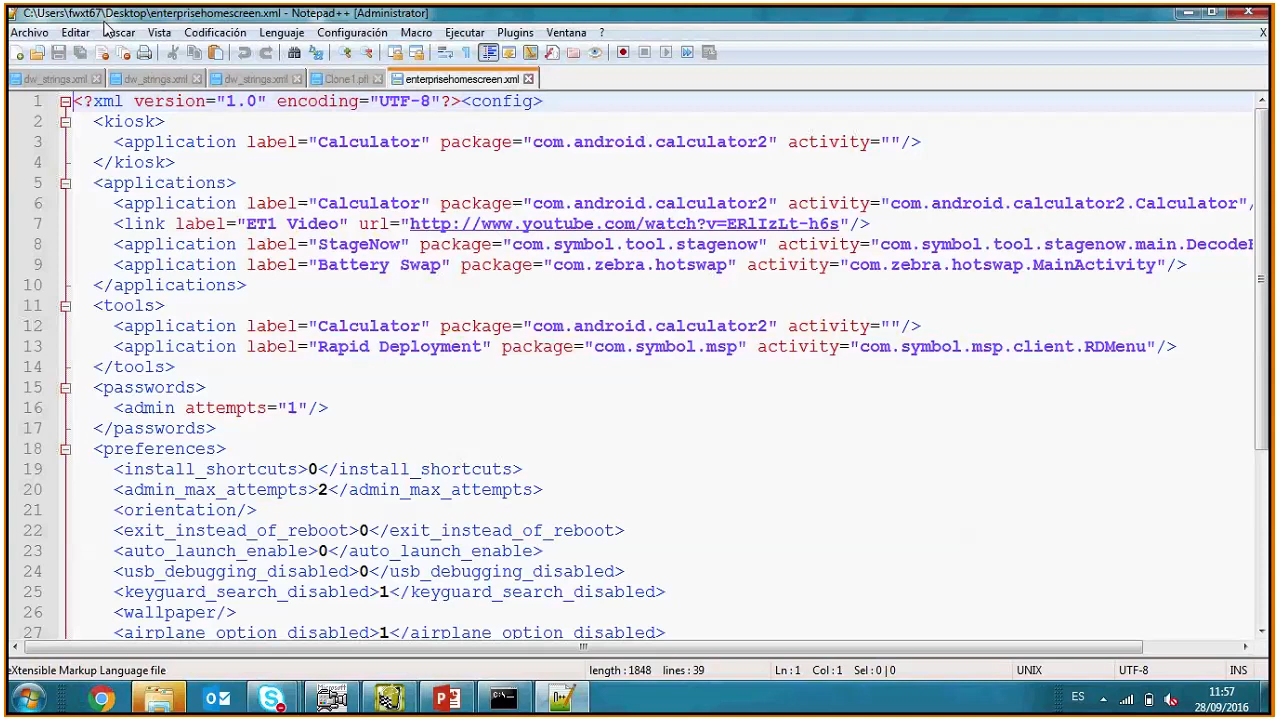 C:\Users\fwxt67\Desktop\enterprisehomescreen.xml - Notepad++ [Administrator]
Archivo Editar Buscar Vista Codificación Lenguaje Configuración Macro Ejecutar Plugins Ventana ? X
dw_strings.xml dw_strings.xml dw_strings.xml Clone1.pl enterprisehomescreen.xml
1 <?xml version="1.0" encoding="UTF-8"?><config>
2 <kiosk>
3 <application label="Calculator" package="com.android.calculator2" activity=""/>
4 </kiosk>
5 <applications>
6 <application label="Calculator" package="com.android.calculator2" activity="com.android.calculator2.Calculator"/
7 <link label="ET1 Video" url="http://www.youtube.com/watch?v=ERlIzLt-h6s"/>
8 <application label="StageNow" package="com.symbol.tool.stagenow" activity="com.symbol.tool.stagenow.main.Decode
9 <application label="Battery Swap" package="com.zebra.hotswap" activity="com.zebra.hotswap.MainActivity"/>
10 </applications>
11 <tools>
12 <application label="Calculator" package="com.android.calculator2" activity=""/>
13 <application label="Rapid Deployment" package="com.symbol.msp" activity="com.symbol.msp.client.RDMenu"/>
14 </tools>
15 <passwords>
16 <admin attempts="1"/>
17 </passwords>
18 <preferences>
19 <install_shortcuts>0</install_shortcuts>
20 <admin_max_attempts>2</admin_max_attempts>
21 <orientation/>
22 <exit_instead_of_reboot>0</exit_instead_of_reboot>
23 <auto_launch_enable>0</auto_launch_enable>
24 <usb_debugging_disabled>0</usb_debugging_disabled>
25 <keyguard_search_disabled>1</keyguard_search_disabled>
26 <wallpaper/>
27 <airplane_option_disabled>1</airplane_option_disabled>
eXtensible Markup Language file length : 1848 lines : 39 Ln : 1 Col : 1 Sel : 0 | 0 UNIX UTF-8 INS
ES 11:57
28/09/2016